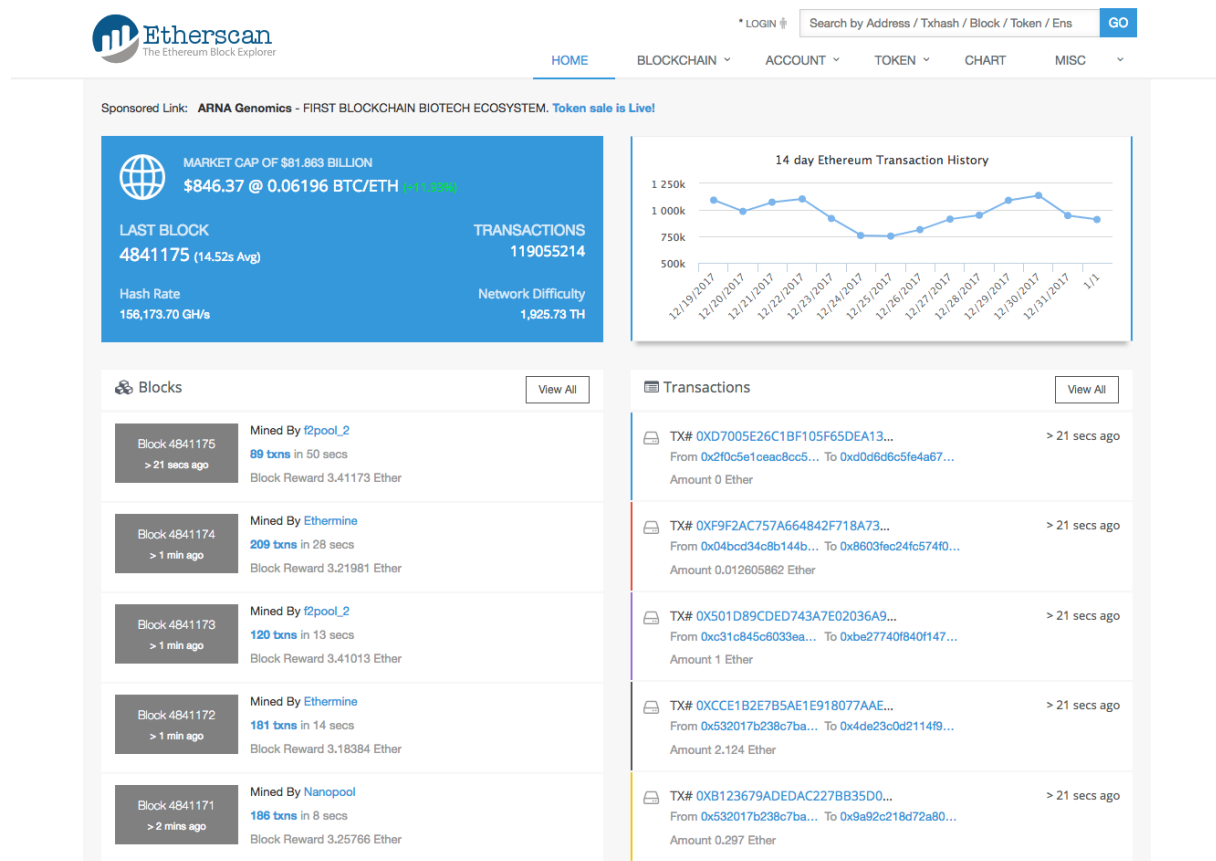 Etherscan
The Ethereum Block Explorer
* LOGIN
Search by Address / Txhash / Block / Token / Ens
GO
HOME BLOCKCHAIN ACCOUNT TOKEN CHART MISC
Sponsored Link: ARNA Genomics - FIRST BLOCKCHAIN BIOTECH ECOSYSTEM. Token sale is Live!
MARKET CAP OF $81.863 BILLION
$846.37 @ 0.06196 BTC/ETH (+11.93%)
LAST BLOCK
4841175 (14.52s Avg)
TRANSACTIONS
119055214
Hash Rate
156,173.70 GH/s
Network Difficulty
1,925.73 TH
14 day Ethereum Transaction History
1 250k
1 000k
750k
500k
12/19/2017
12/20/2017
12/21/2017
12/22/2017
12/23/2017
12/24/2017
12/25/2017
12/26/2017
12/27/2017
12/28/2017
12/29/2017
12/30/2017
12/31/2017
1/1
Blocks
View All
Block 4841175
> 21 secs ago
Mined By f2pool_2
89 txns in 50 secs
Block Reward 3.41173 Ether
Block 4841174
> 1 min ago
Mined By Ethermine
209 txns in 28 secs
Block Reward 3.21981 Ether
Block 4841173
> 1 min ago
Mined By f2pool_2
120 txns in 13 secs
Block Reward 3.41013 Ether
Block 4841172
> 1 min ago
Mined By Ethermine
181 txns in 14 secs
Block Reward 3.18384 Ether
Block 4841171
> 2 mins ago
Mined By Nanopool
186 txns in 8 secs
Block Reward 3.25766 Ether
Transactions
View All
TX# 0XD7005E26C1BF105F65DEA13...
> 21 secs ago
From 0x2f0c5e1ceac8cc5... To 0xd0d6d6c5fe4a67...
Amount 0 Ether
TX# 0XF9F2AC757A664842F718A73...
> 21 secs ago
From 0x04bcd34c8b144b... To 0x8603fec24fc574f0...
Amount 0.012605862 Ether
TX# 0X501D89CDED743A7E02036A9...
> 21 secs ago
From 0xc31c845c6033ea... To 0xbe27740f840f147...
Amount 1 Ether
TX# 0XCCE1B2E7B5AE1E918077AAE...
> 21 secs ago
From 0x532017b238c7ba... To 0x4de23c0d2114f9...
Amount 2.124 Ether
TX# 0XB123679ADEDAC227BB35D0...
> 21 secs ago
From 0x532017b238c7ba... To 0x9a92c218d72a80...
Amount 0.297 Ether